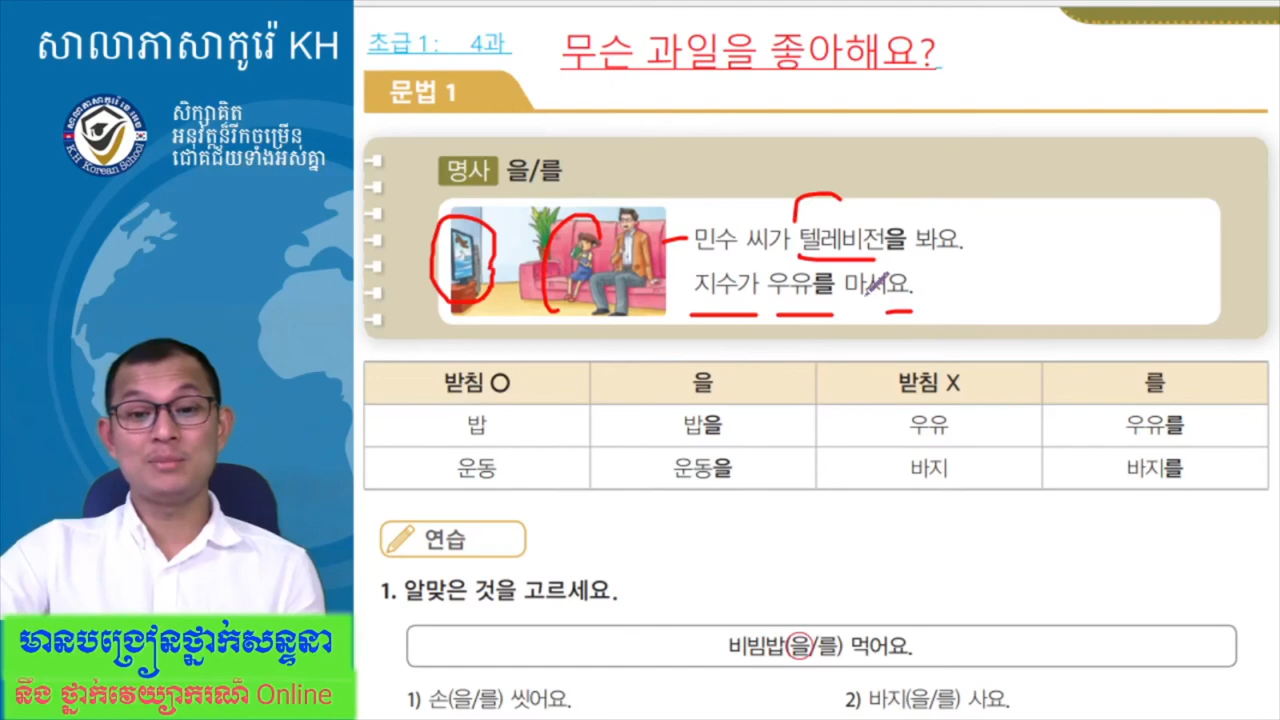 សាលាភាសាកូរ៉េ KH
សិក្សាគិត
អនុវត្តន៍រីកចម្រើន
ជោគជ័យទាំងអស់គ្នា
K.H Korean School
초급 1 : 4과
무슨 과일을 좋아해요?
문법 1
명사 을/를
민수 씨가 텔레비전을 봐요.
지수가 우유를 마셔요.
받침 O 을 받침 X 를
밥 밥을 우유 우유를
운동 운동을 바지 바지를
연습
1. 알맞은 것을 고르세요.
비빔밥(을/를) 먹어요.
1) 손(을/를) 씻어요.
2) 바지(을/를) 사요.
មានបង្រៀនថ្នាក់សន្ទនា
នឹង ថ្នាក់វេយ្យាករណ៍ Online